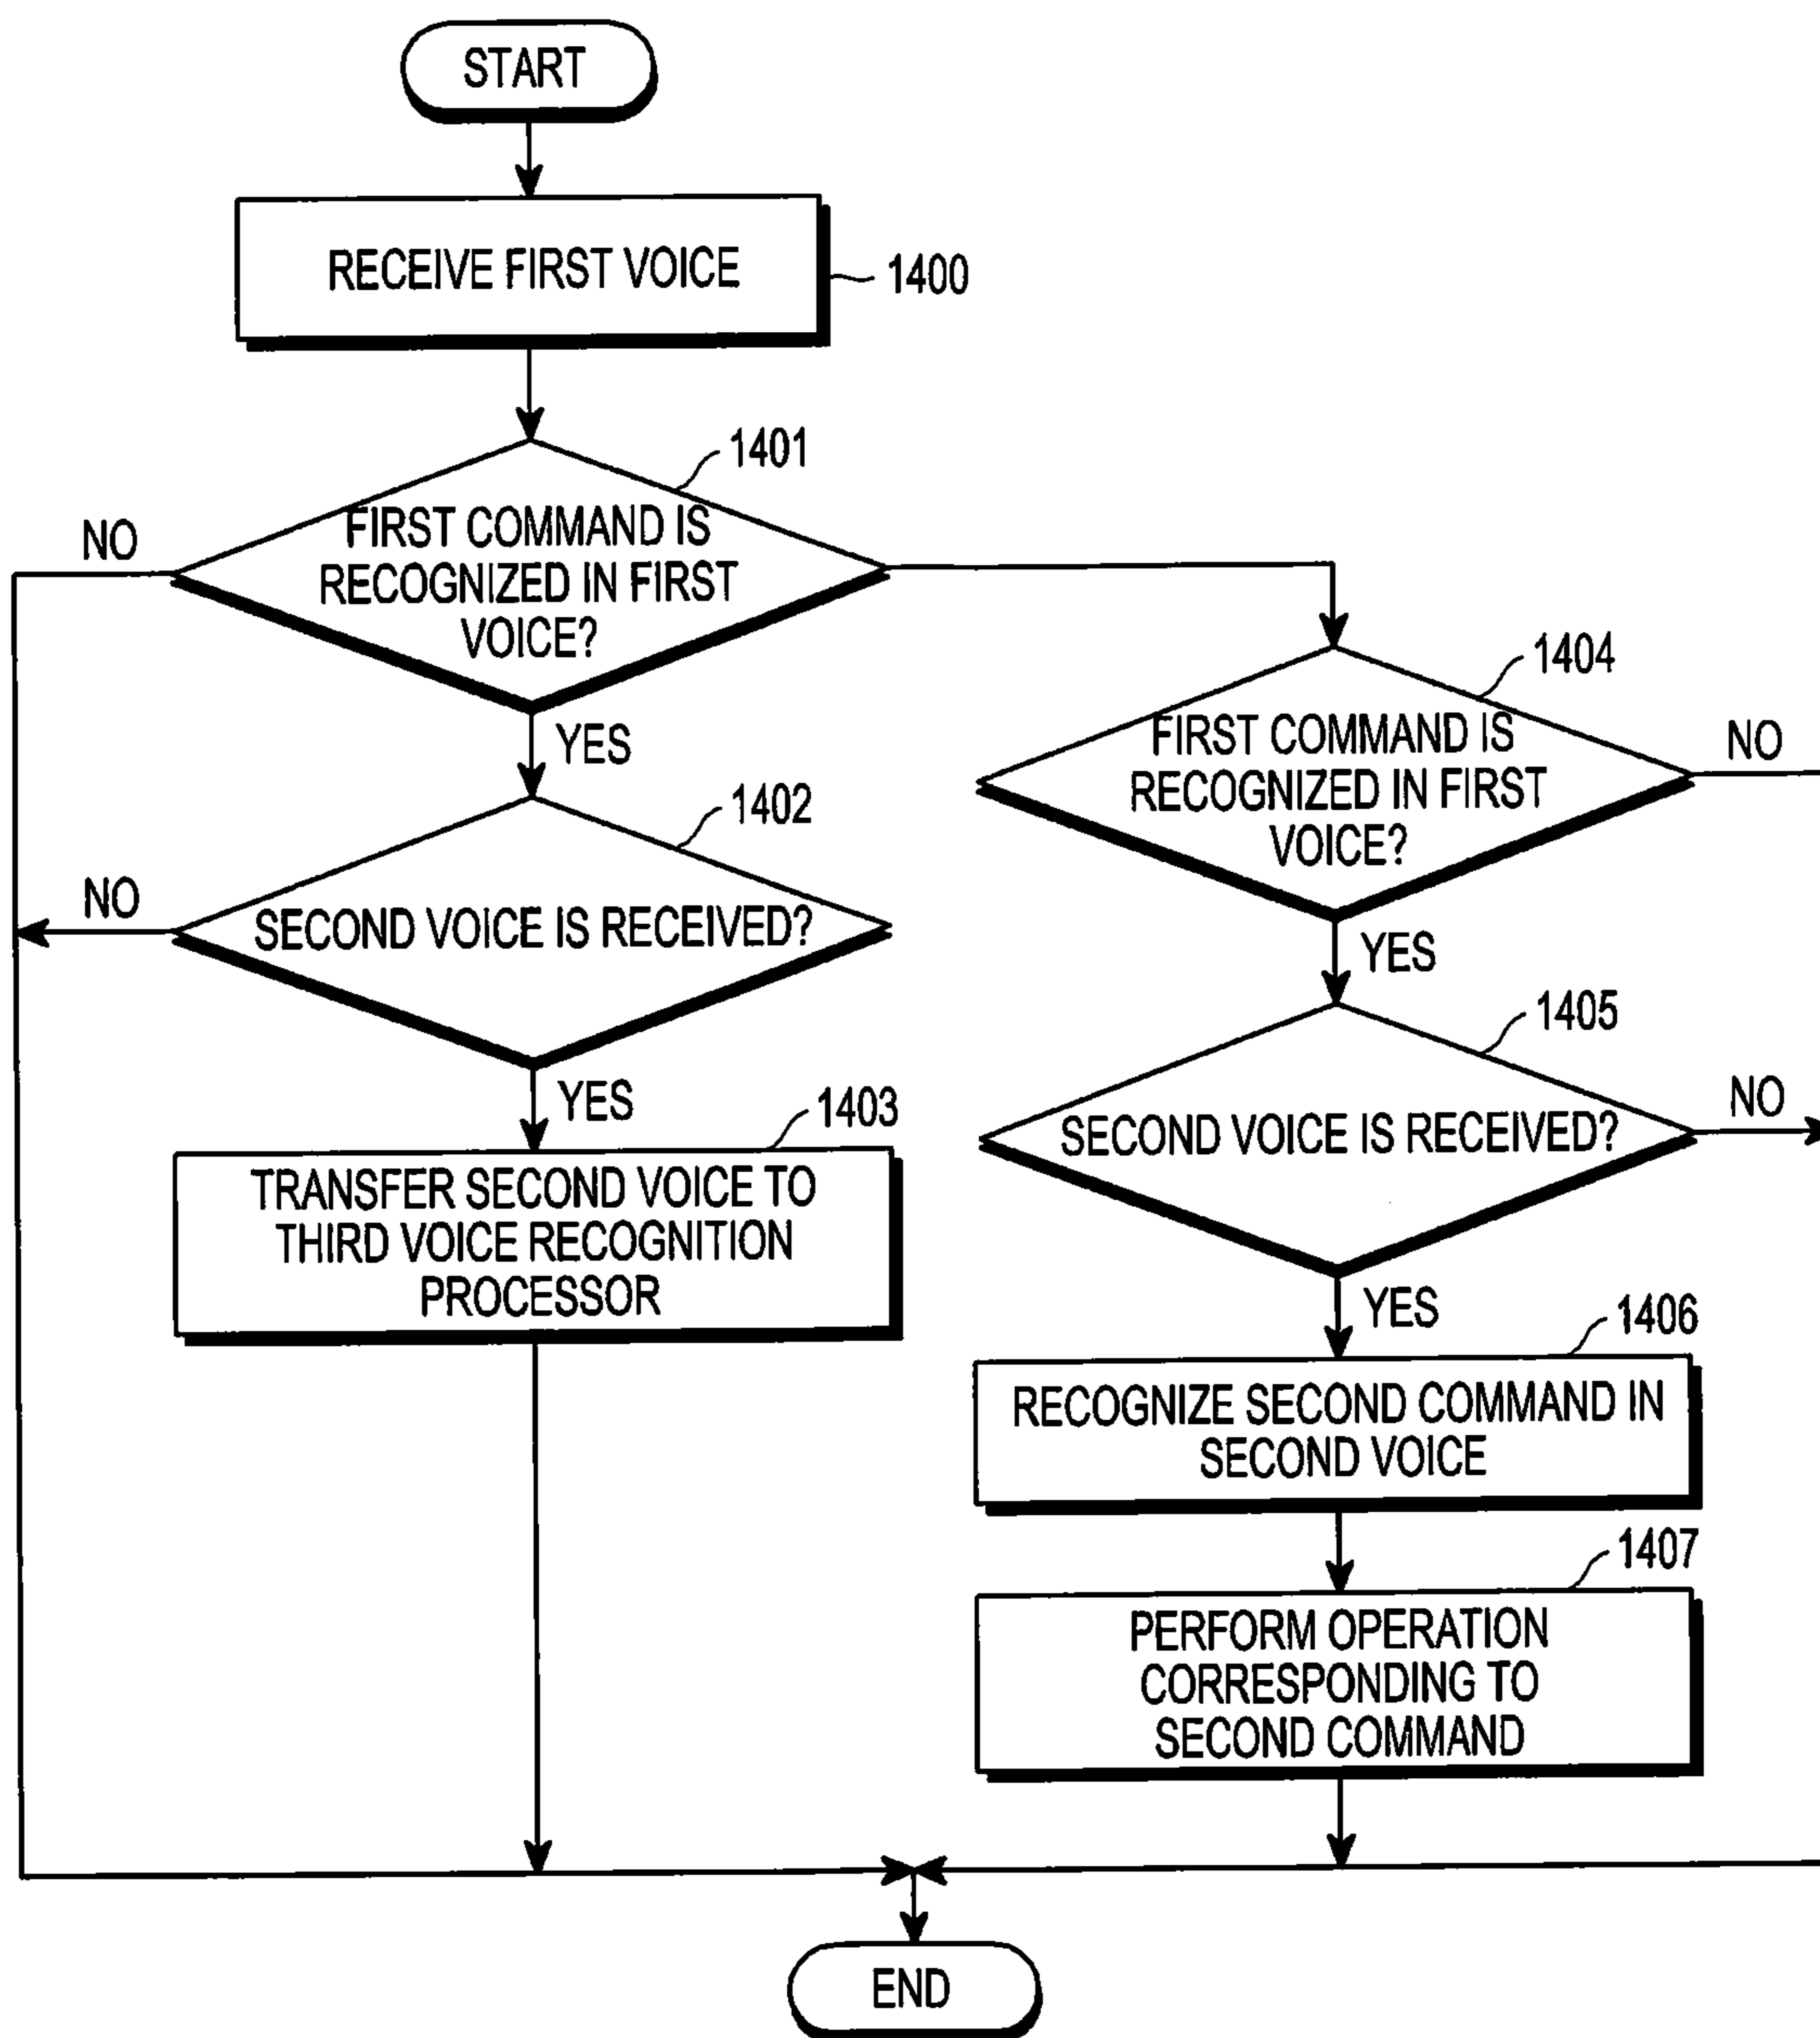 START
RECEIVE FIRST VOICE
1400
1401
FIRST COMMAND IS
RECOGNIZED IN FIRST
VOICE?
NO
YES
1402
SECOND VOICE IS RECEIVED?
NO
YES
1403
TRANSFER SECOND VOICE TO
THIRD VOICE RECOGNITION
PROCESSOR
1404
FIRST COMMAND IS
RECOGNIZED IN FIRST
VOICE?
NO
YES
1405
SECOND VOICE IS RECEIVED?
NO
YES
1406
RECOGNIZE SECOND COMMAND IN
SECOND VOICE
1407
PERFORM OPERATION
CORRESPONDING TO
SECOND COMMAND
END